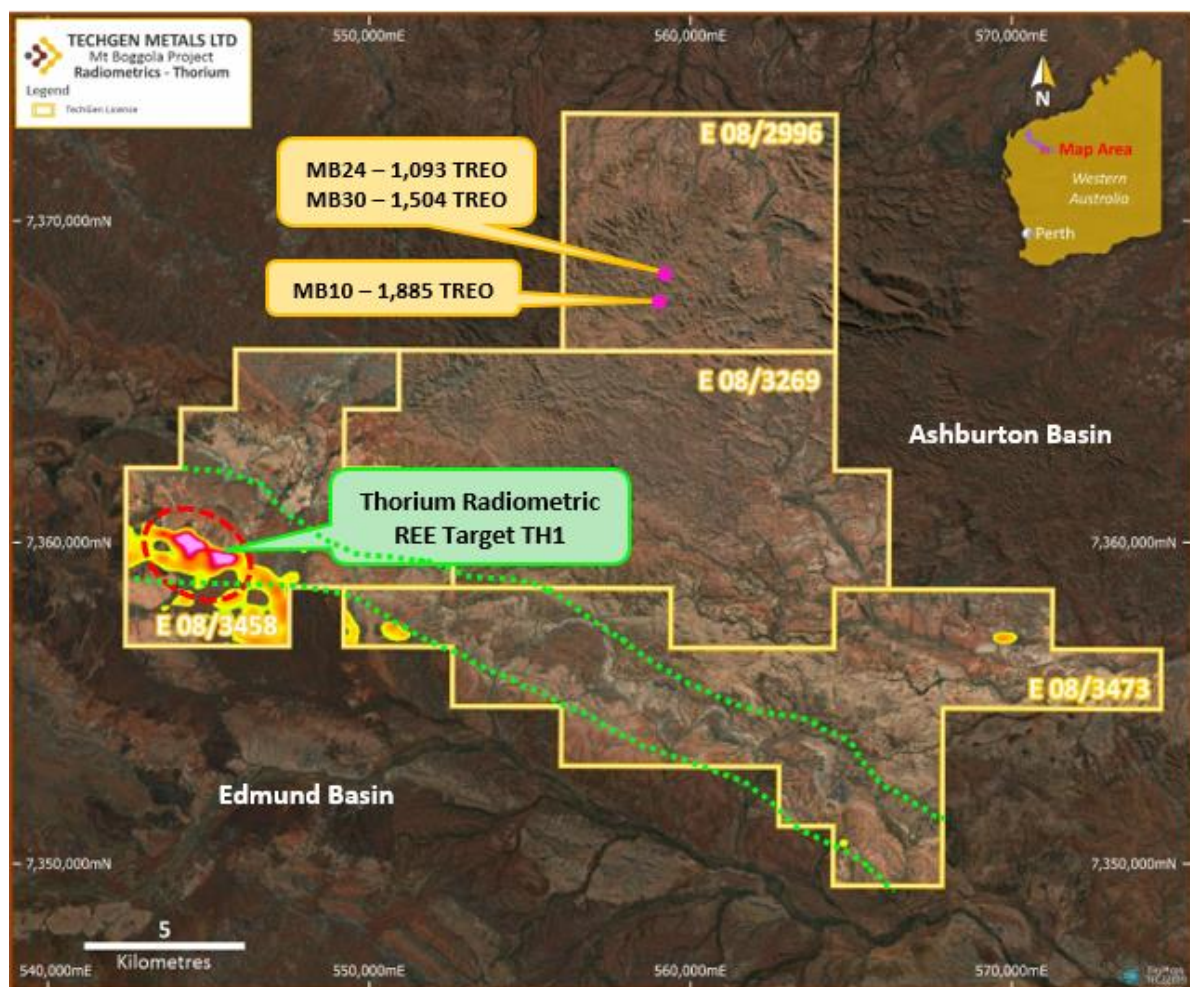 TECHGEN METALS LTD
Mt Boggola Project
Radiometrics - Thorium
Legend
TechGen License
550,000mE
560,000mE
570,000mE
N
Map Area
Western
Australia
Perth
E 08/2996
MB24 – 1,093 TREO
MB30 – 1,504 TREO
7,370,000mN
MB10 – 1,885 TREO
E 08/3269
Ashburton Basin
Thorium Radiometric
REE Target TH1
7,360,000mN
7,360,000mN
E 08/3458
E 08/3473
Edmund Basin
7,350,000mN
7,350,000mN
5
Kilometres
540,000mE
550,000mE
560,000mE
570,000mE